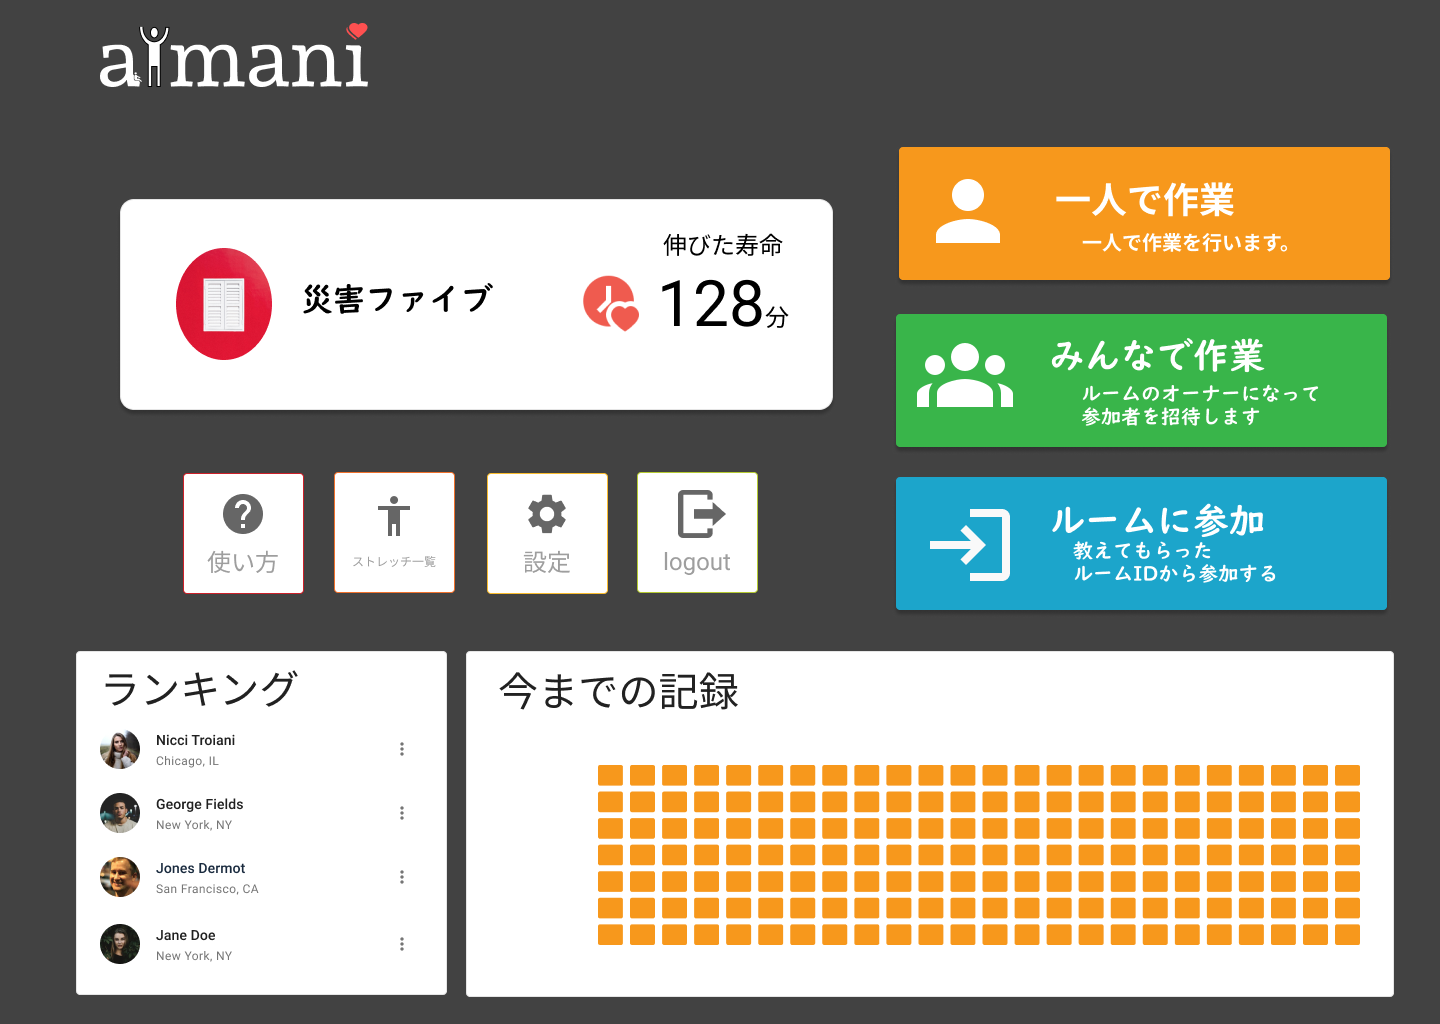 aimani
災害ファイブ
伸びた寿命
128分
一人で作業
一人で作業を行います。
みんなで作業
ルームのオーナーになって
参加者を招待します
ルームに参加
教えてもらった
ルームIDから参加する
使い方
ストレッチ一覧
設定
logout
ランキング
Nicci Troiani
Chicago, IL
George Fields
New York, NY
Jones Dermot
San Francisco, CA
Jane Doe
New York, NY
今までの記録